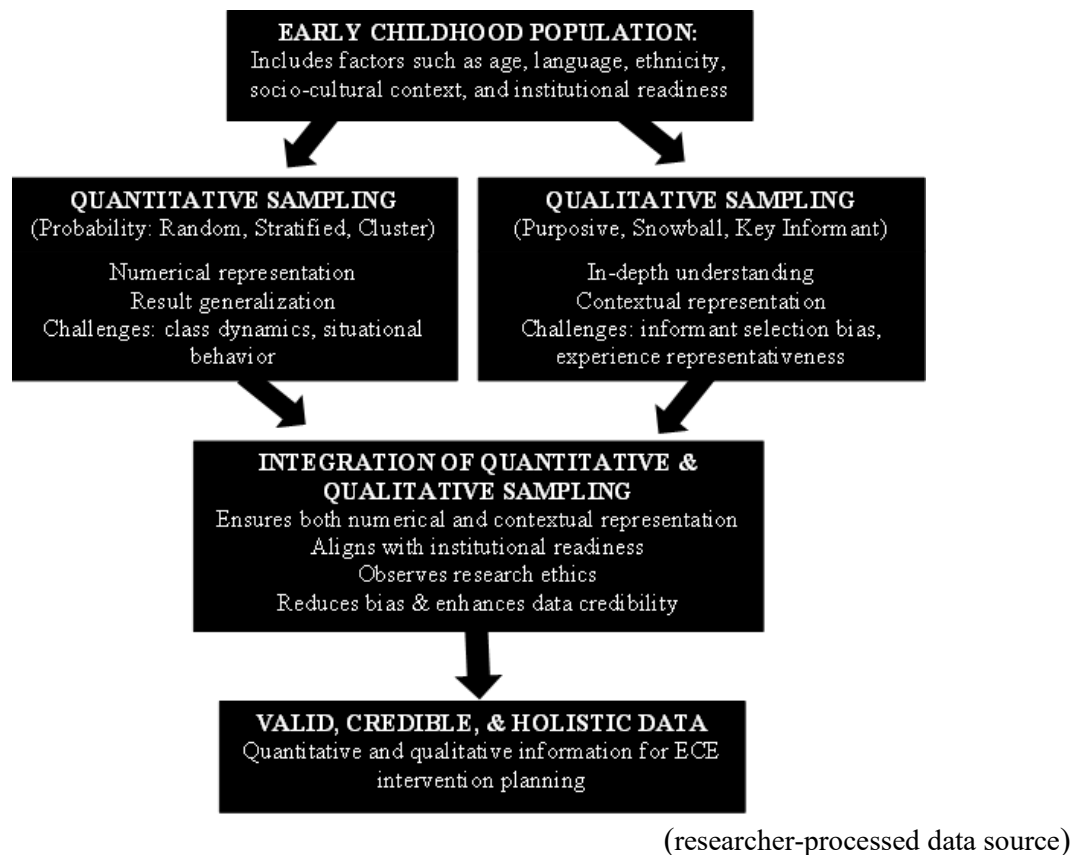 EARLY CHILDHOOD POPULATION:
Includes factors such as age, language, ethnicity,
socio-cultural context, and institutional readiness
QUANTITATIVE SAMPLING
(Probability: Random, Stratified, Cluster)
Numerical representation
Result generalization
Challenges: class dynamics, situational
behavior
QUALITATIVE SAMPLING
(Purposive, Snowball, Key Informant)
In-depth understanding
Contextual representation
Challenges: informant selection bias,
experience representativeness
INTEGRATION OF QUANTITATIVE &
QUALITATIVE SAMPLING
Ensures both numerical and contextual representation
Aligns with institutional readiness
Observes research ethics
Reduces bias & enhances data credibility
VALID, CREDIBLE, & HOLISTIC DATA
Quantitative and qualitative information for ECE
intervention planning
(researcher-processed data source)